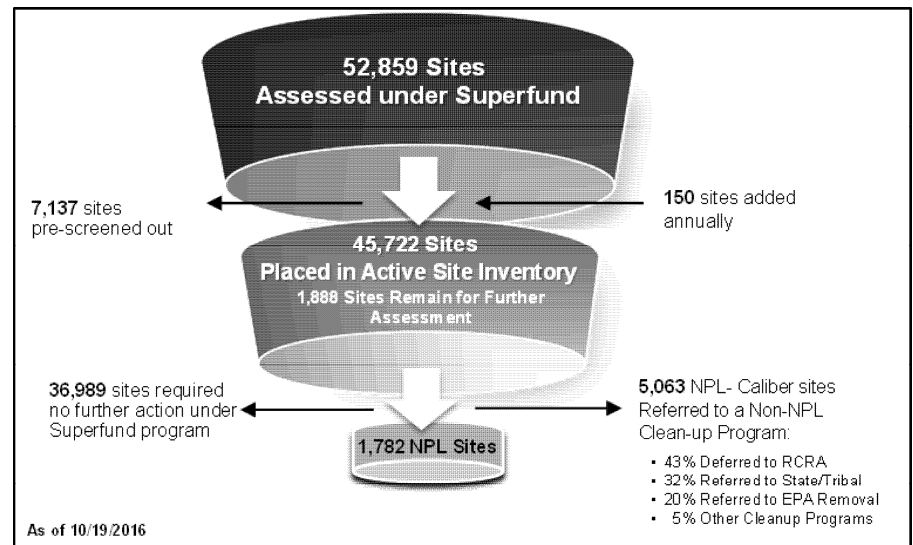 52,859 Sites
Assessed under Superfund
7,137 sites
pre-screened out
150 sites added
annually
45,722 Sites
Placed in Active Site Inventory
1,888 Sites Remain for Further
Assessment
36,989 sites required
no further action under
Superfund program
5,063 NPL- Caliber sites
Referred to a Non-NPL
Clean-up Program:
• 43% Deferred to RCRA
• 32% Referred to State/Tribal
• 20% Referred to EPA Removal
• 5% Other Cleanup Programs
1,782 NPL Sites
As of 10/19/2016